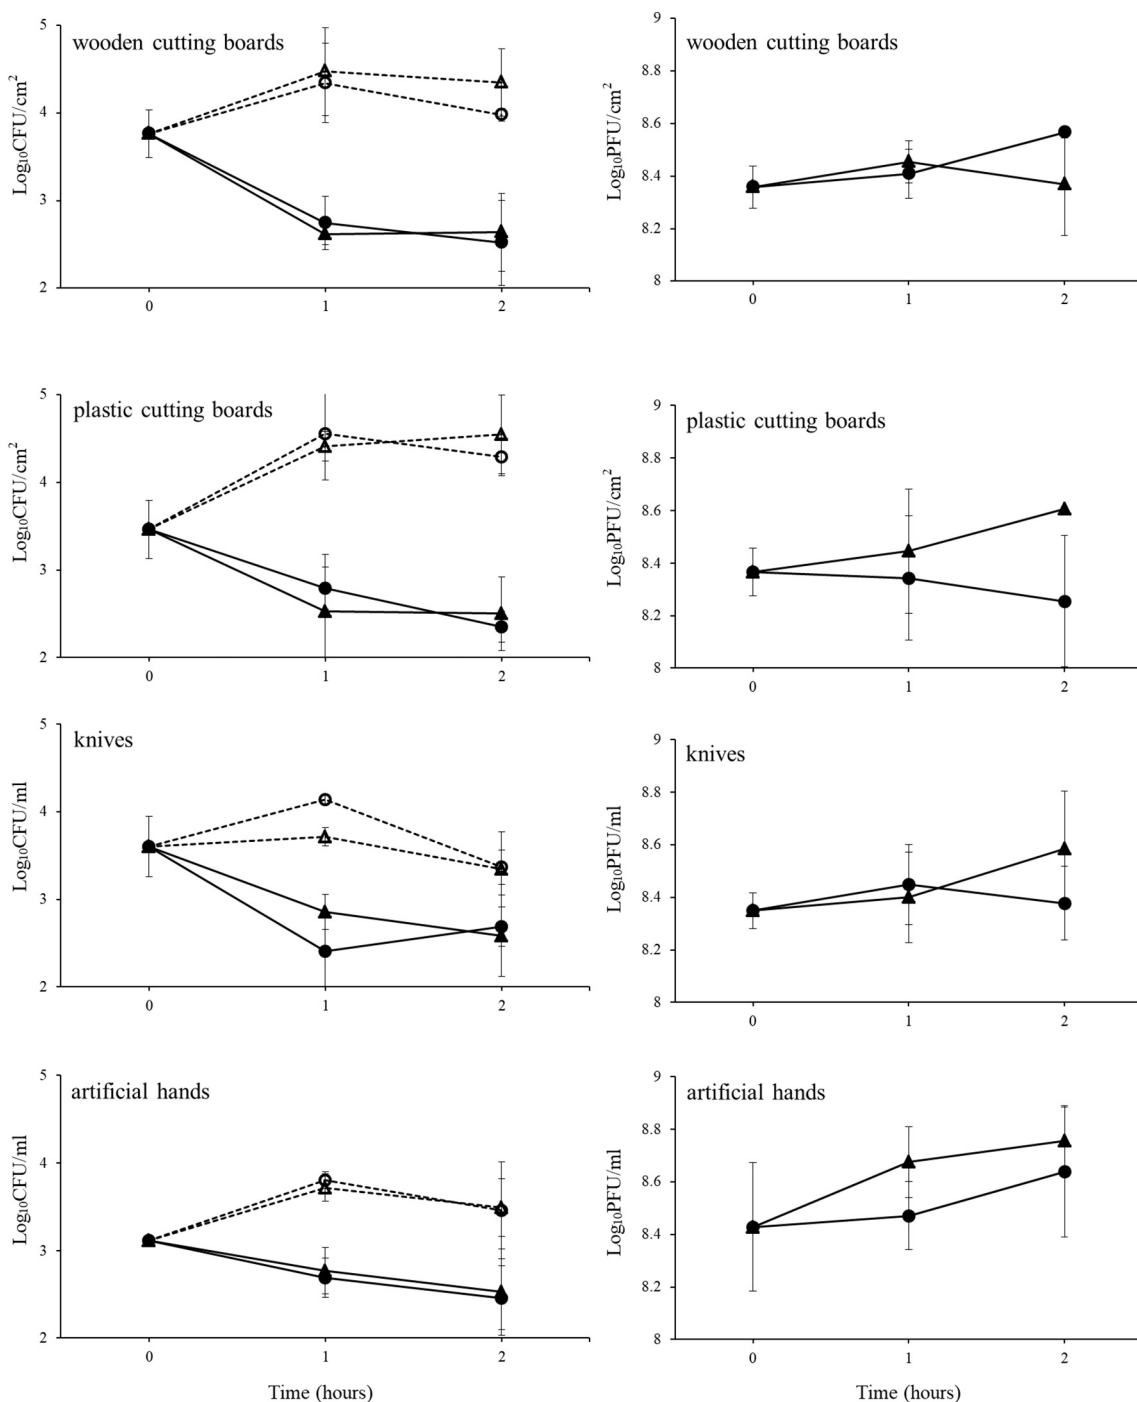 5
wooden cutting boards
4
3
2
Log₁₀CFU/cm²
0 1 2
9
wooden cutting boards
8.8
8.6
8.4
8.2
8
Log₁₀PFU/cm²
0 1 2
5
plastic cutting boards
4
3
2
Log₁₀CFU/cm²
0 1 2
9
plastic cutting boards
8.8
8.6
8.4
8.2
8
Log₁₀PFU/cm²
0 1 2
5
knives
4
3
2
Log₁₀CFU/ml
0 1 2
9
knives
8.8
8.6
8.4
8.2
8
Log₁₀PFU/ml
0 1 2
5
artificial hands
4
3
2
Log₁₀CFU/ml
0 1 2
Time (hours)
9
artificial hands
8.8
8.6
8.4
8.2
8
Log₁₀PFU/ml
0 1 2
Time (hours)